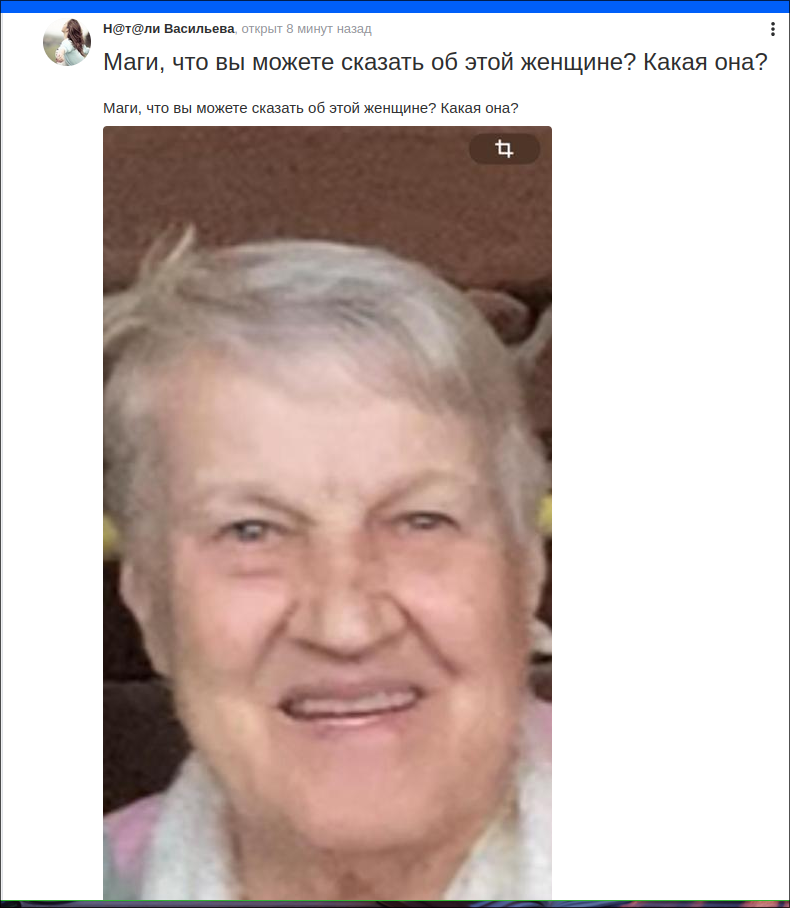 Н@т@ли Васильева, открыт 8 минут назад
Маги, что вы можете сказать об этой женщине? Какая она?
Маги, что вы можете сказать об этой женщине? Какая она?